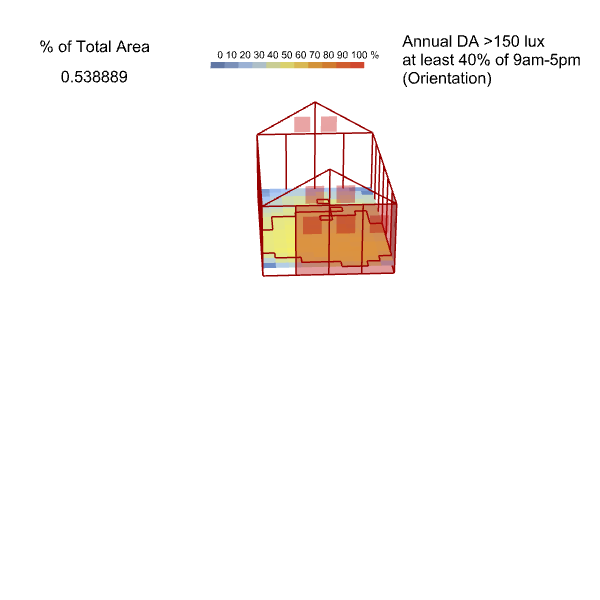 % of Total Area
0.538889
0 10 20 30 40 50 60 70 80 90 100 %
Annual DA >150 lux
at least 40% of 9am-5pm
(Orientation)